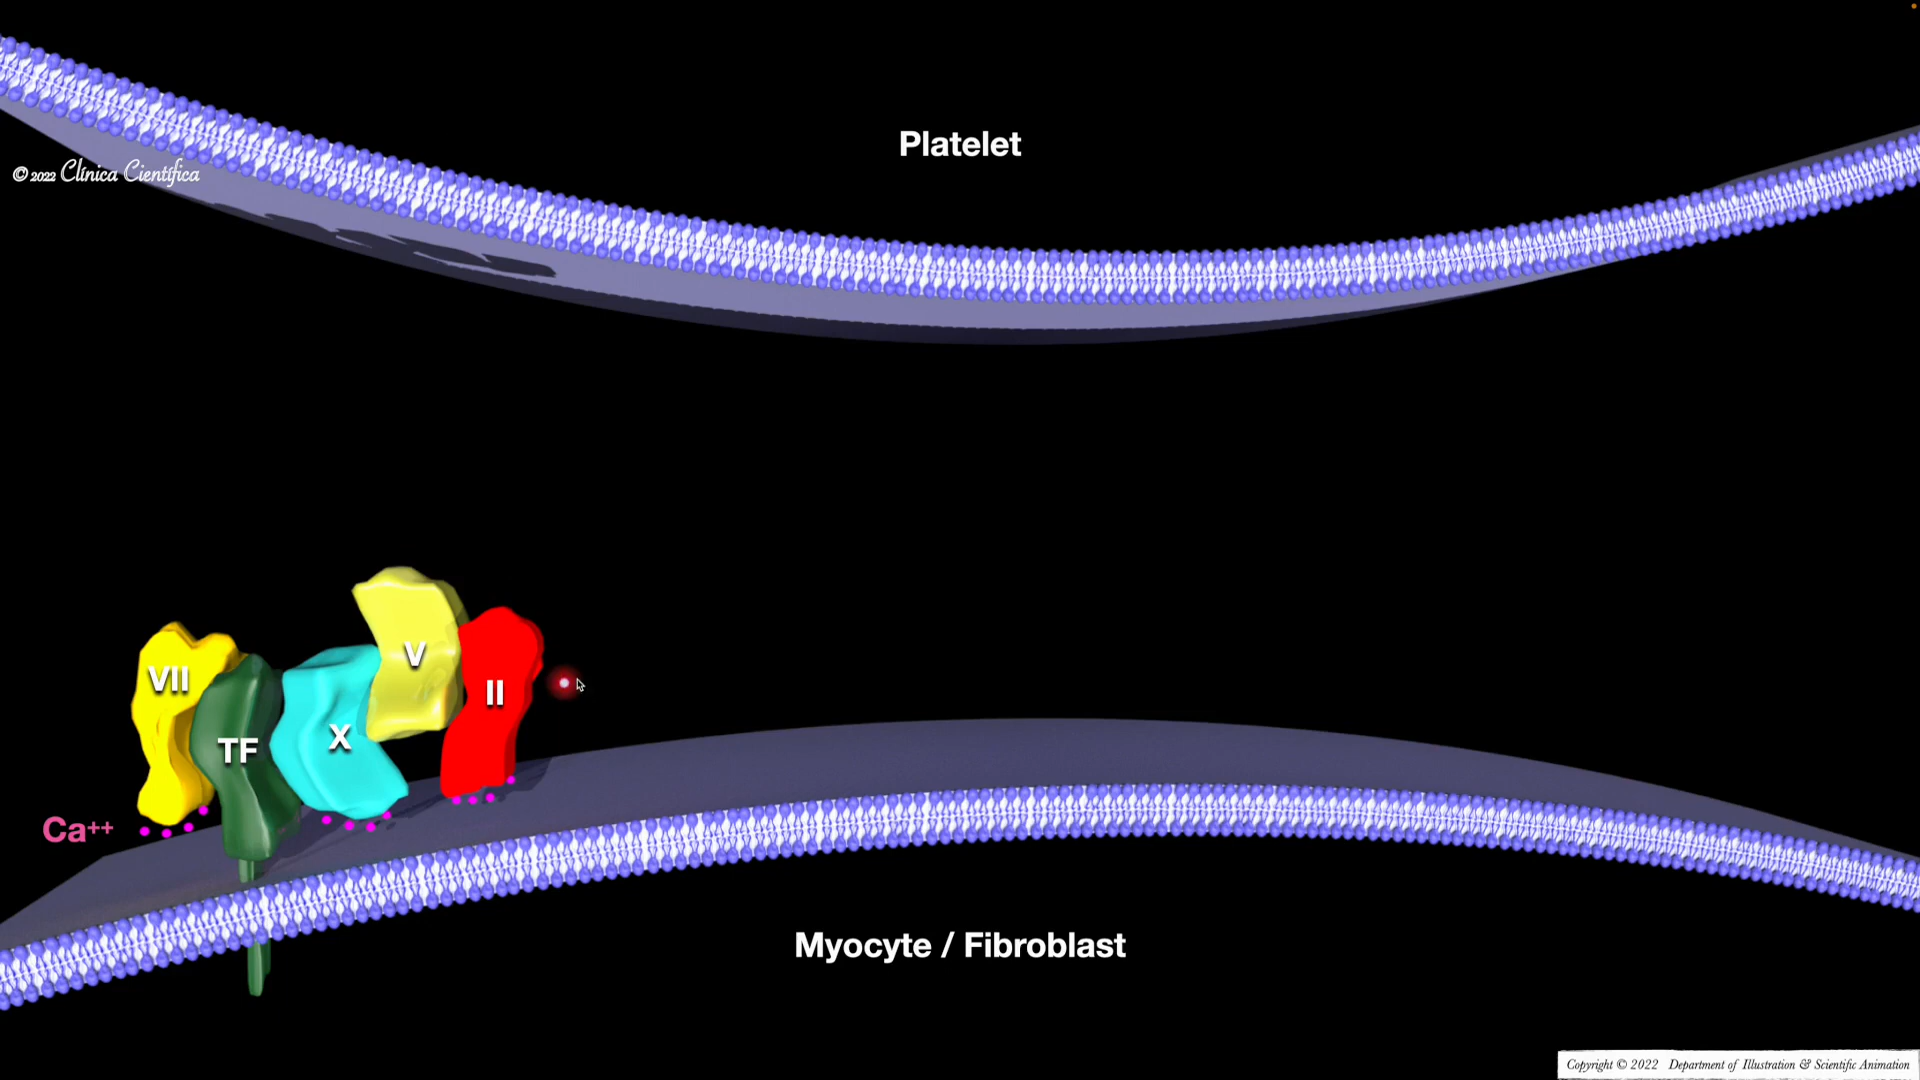 Platelet
© 2022 Clínica Científica
V
VII
II
X
TF
Ca++
Myocyte / Fibroblast
Copyright © 2022 Department of Illustration & Scientific Animation